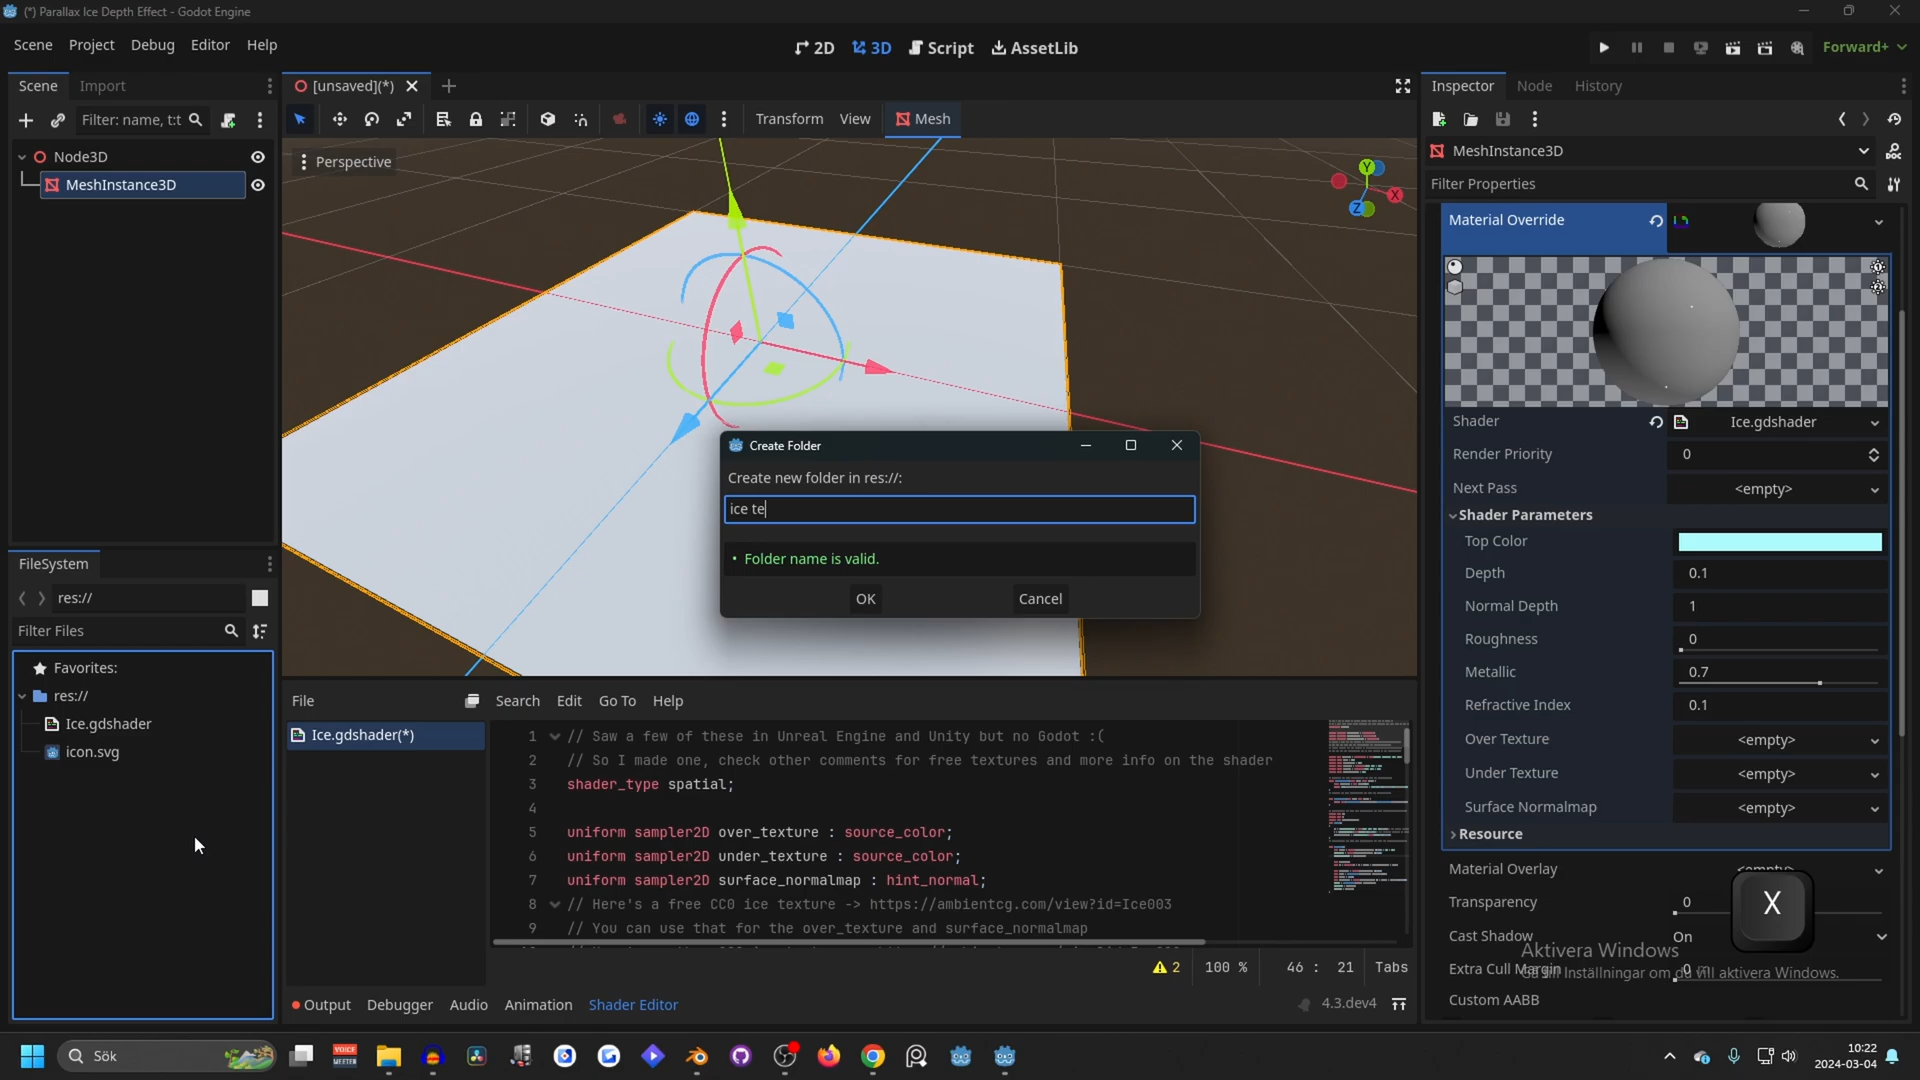 (*) Parallax Ice Depth Effect - Godot Engine
Scene Project Debug Editor Help
2D 3D Script AssetLib
Forward+
Scene Import
[unsaved](*)
Inspector Node History
Filter: name, t:t
Transform View Mesh
Node3D
MeshInstance3D
Perspective
Y
X
Z
MeshInstance3D
Filter Properties
Material Override
Shader Ice.gdshader
Render Priority 0
Next Pass <empty>
Shader Parameters
Top Color
Depth 0.1
Normal Depth 1
Roughness 0
Metallic 0.7
Refractive Index 0.1
Over Texture <empty>
Under Texture <empty>
Surface Normalmap <empty>
Resource
Material Overlay <empty>
Transparency 0
Cast Shadow On
Extra Cull Margin 0 m
Custom AABB
X
Aktivera Windows
Gå till Inställningar om du vill aktivera Windows.
Create Folder
Create new folder in res://:
ice te
• Folder name is valid.
OK Cancel
FileSystem
res://
Filter Files
Favorites:
res://
Ice.gdshader
icon.svg
File Search Edit Go To Help
Ice.gdshader(*)
1 // Saw a few of these in Unreal Engine and Unity but no Godot :(
2 // So I made one, check other comments for free textures and more info on the shader
3 shader_type spatial;
4
5 uniform sampler2D over_texture : source_color;
6 uniform sampler2D under_texture : source_color;
7 uniform sampler2D surface_normalmap : hint_normal;
8 // Here's a free CC0 ice texture -> https://ambientcg.com/view?id=Ice003
9 // You can use that for the over_texture and surface_normalmap
2 100 % 46 : 21 Tabs
Output Debugger Audio Animation Shader Editor
4.3.dev4
Sök
VOICE MEETER
10:22
2024-03-04